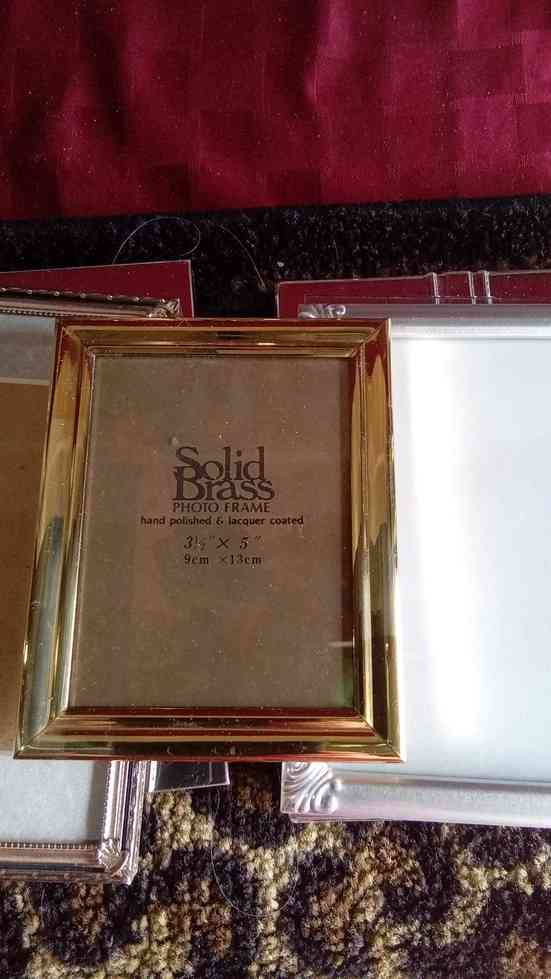 Solid
Brass
PHOTO FRAME
hand polished & lacquer coated
3½" × 5"
9cm ×13cm